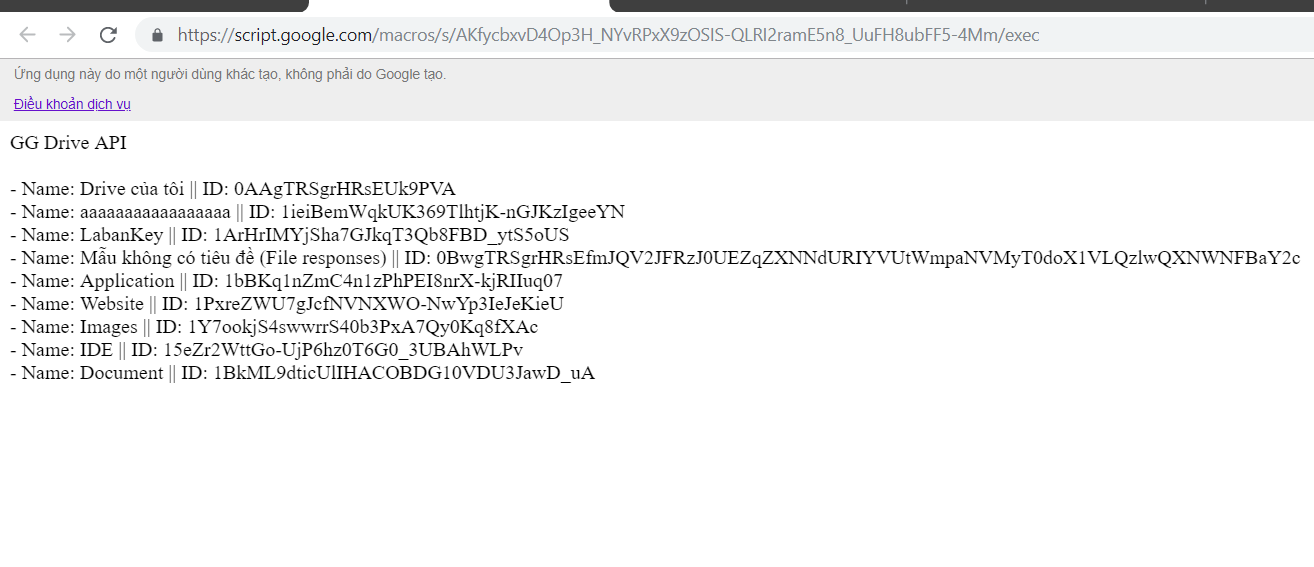 https://script.google.com/macros/s/AKfycbxvD4Op3H_NYvRPxX9zOSIS-QLRI2ramE5n8_UuFH8ubFF5-4Mm/exec
Ứng dụng này do một người dùng khác tạo, không phải do Google tạo.
Điều khoản dịch vụ
GG Drive API
- Name: Drive của tôi || ID: 0AAgTRSgrHRsEUk9PVA
- Name: aaaaaaaaaaaaaaaaa || ID: 1ieiBemWqkUK369TlhtjK-nGJKzIgeeYN
- Name: LabanKey || ID: 1ArHrIMYjSha7GJkqT3Qb8FBD_ytS5oUS
- Name: Mẫu không có tiêu đề (File responses) || ID: 0BwgTRSgrHRsEfmJQV2JFRzJ0UEZqZXNNdURIYVUtWmpaNVMyT0doX1VLQzlwQXNWNFBaY2c
- Name: Application || ID: 1bBKq1nZmC4n1zPhPEI8nrX-kjRIIuq07
- Name: Website || ID: 1PxreZWU7gJcfNVNXWO-NwYp3IeJeKieU
- Name: Images || ID: 1Y7ookjS4swwrrS40b3PxA7Qy0Kq8fXAc
- Name: IDE || ID: 15eZr2WttGo-UjP6hz0T6G0_3UBAhWLPv
- Name: Document || ID: 1BkML9dticUlIHACOBDG10VDU3JawD_uA